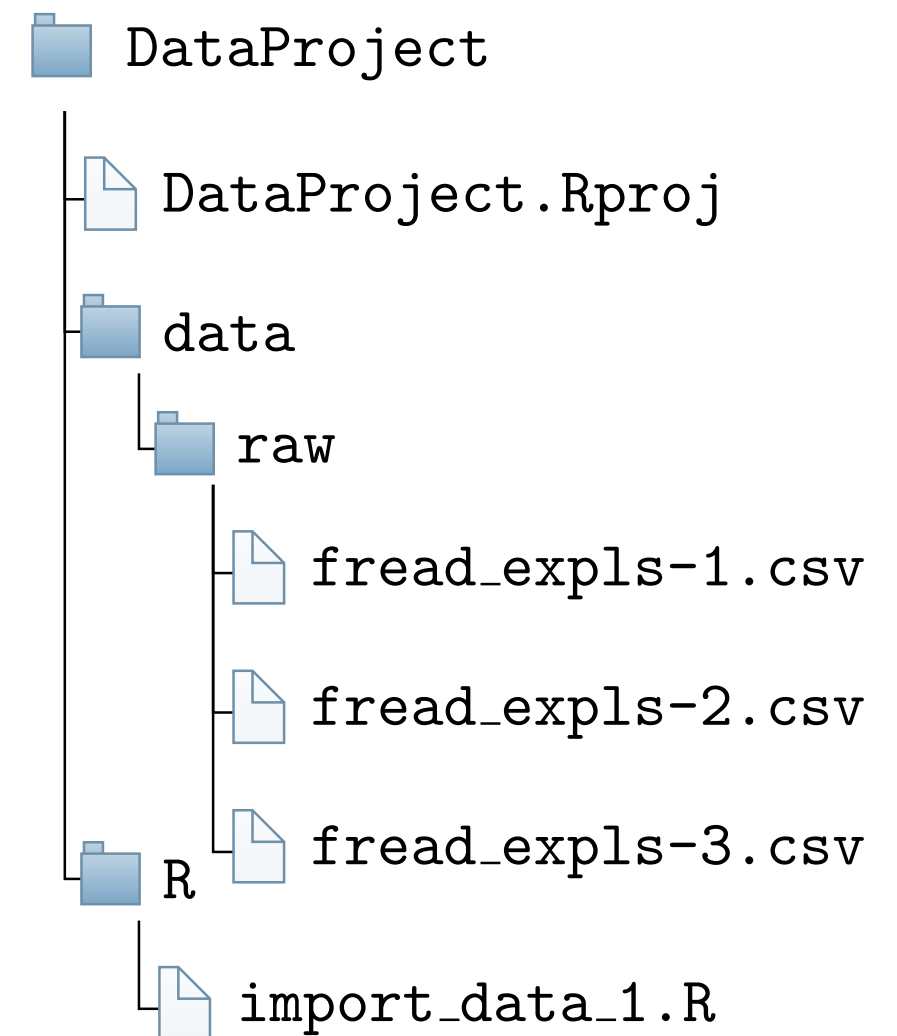 DataProject
DataProject.Rproj
data
raw
fread_expls-1.csv
fread_expls-2.csv
fread_expls-3.csv
R
import_data_1.R